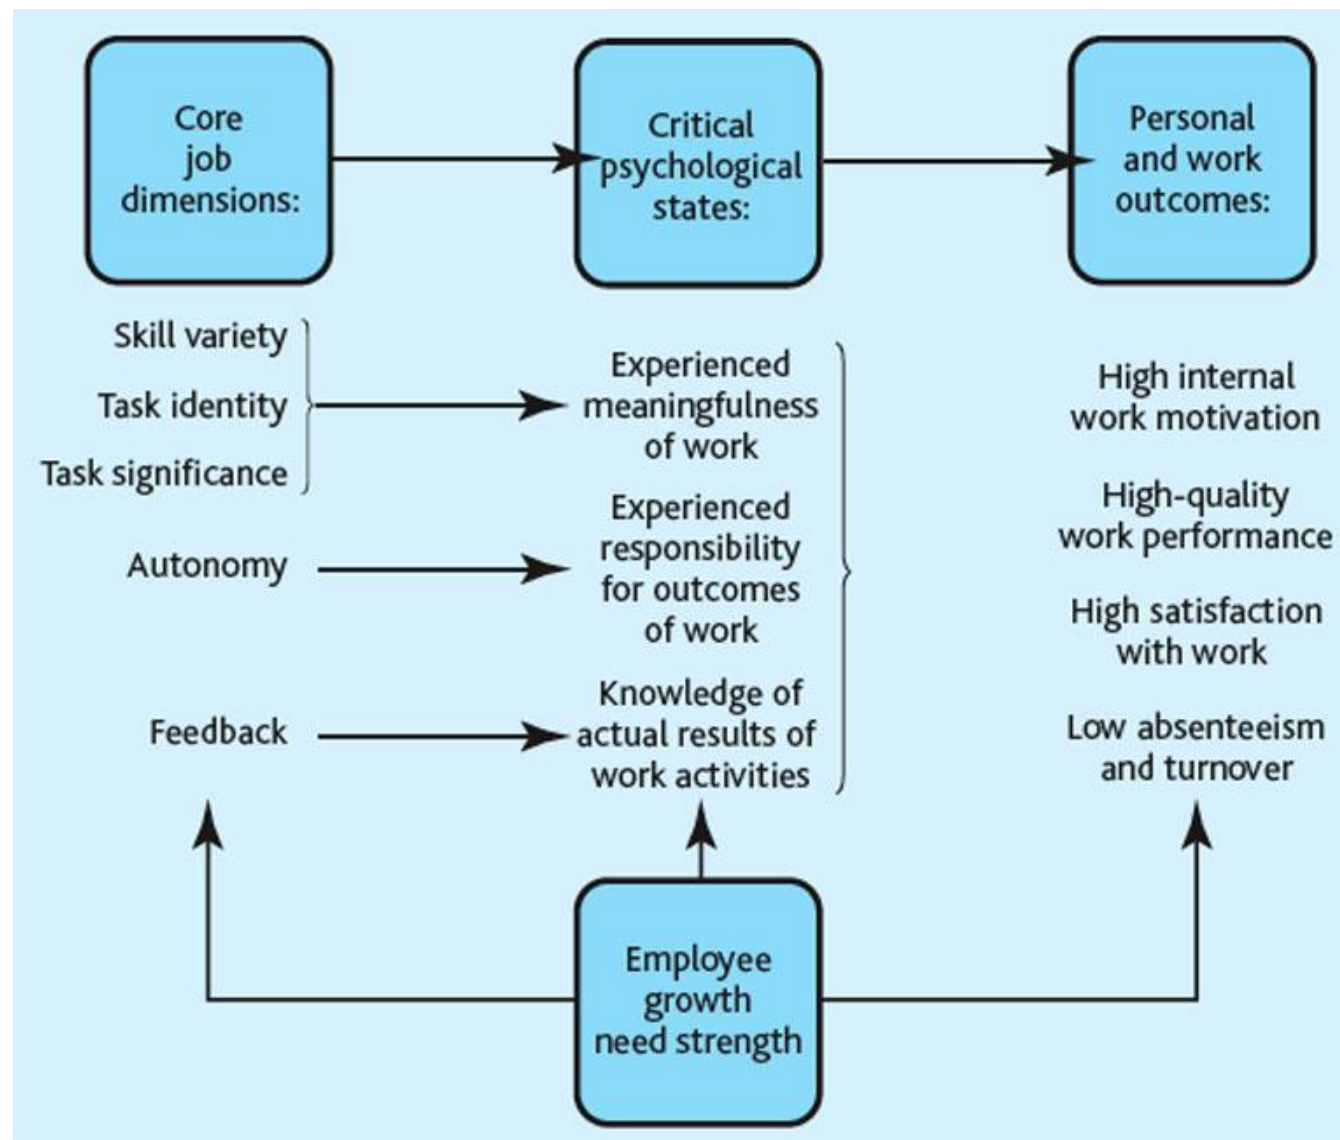 Core
job
dimensions:
Critical
psychological
states:
Personal
and work
outcomes:
Skill variety
Task identity
Task significance
Autonomy
Feedback
Experienced
meaningfulness
of work
Experienced
responsibility
for outcomes
of work
Knowledge of
actual results of
work activities
High internal
work motivation
High-quality
work performance
High satisfaction
with work
Low absenteeism
and turnover
Employee
growth
need strength